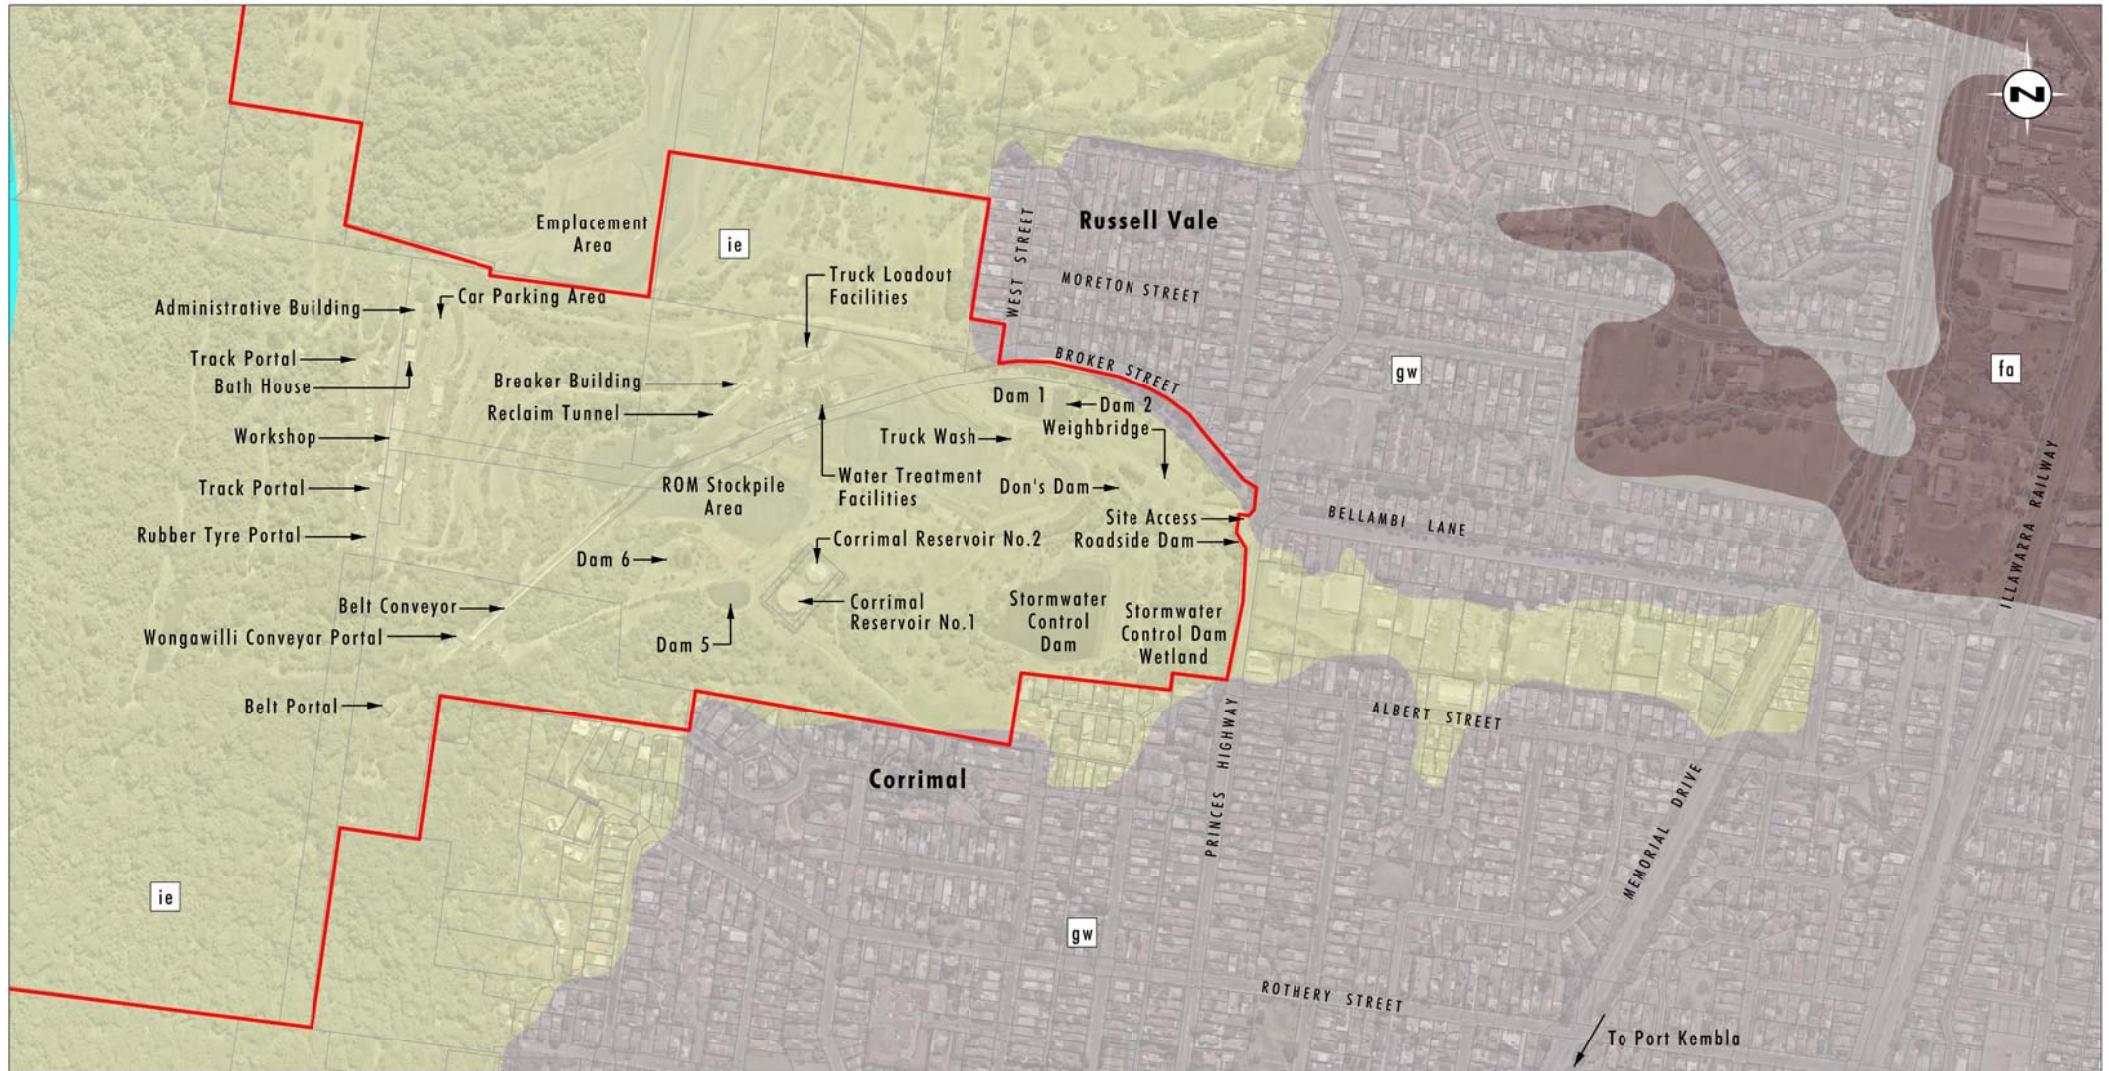 N
Russell Vale
Emplacement
Area
ie
WEST STREET
MORETON STREET
Truck Loadout
Facilities
Car Parking Area
Administrative Building
Track Portal
Bath House
BROKER STREET
gw
fa
Breaker Building
Reclaim Tunnel
Dam 1
Dam 2
Weighbridge
Workshop
Truck Wash
Track Portal
ROM Stockpile
Area
Water Treatment
Facilities
Don's Dam
Site Access
BELLAMBI LANE
Rubber Tyre Portal
Corrimal Reservoir No.2
Roadside Dam
ILLAWARRA RAILWAY
Dam 6
Belt Conveyor
Corrimal
Reservoir No.1
Stormwater
Control
Dam
Stormwater
Control Dam
Wetland
Wongawilli Conveyor Portal
Dam 5
Belt Portal
ALBERT STREET
PRINCES HIGHWAY
Corrimal
MEMORIAL DRIVE
ie
gw
ROTHERY STREET
To Port Kembla